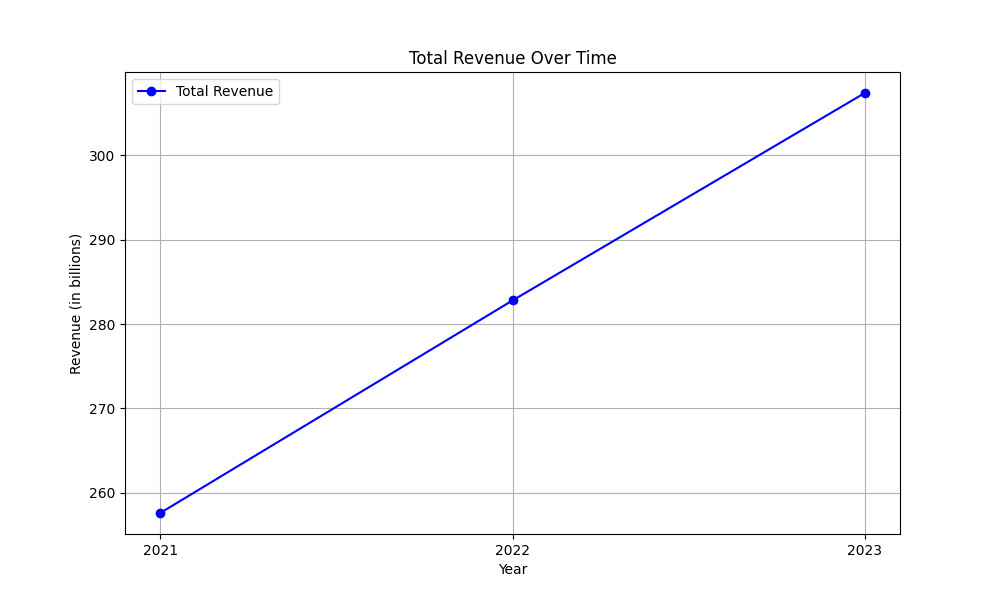 Total Revenue Over Time
Total Revenue
Revenue (in billions)
300
290
280
270
260
2021 2022 2023
Year